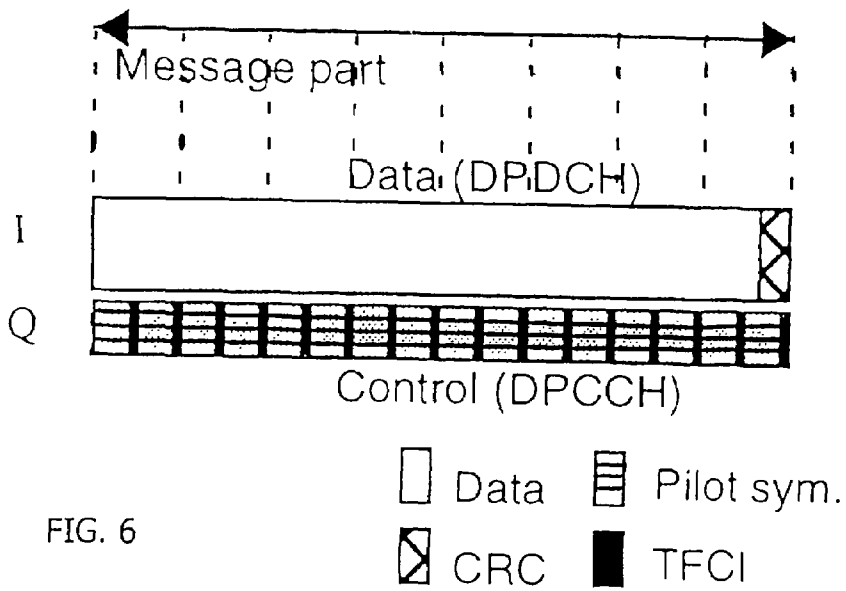 Message part
Data (DPDCH)
I
Q
Control (DPCCH)
Data
Pilot sym.
CRC
TFCI
FIG. 6